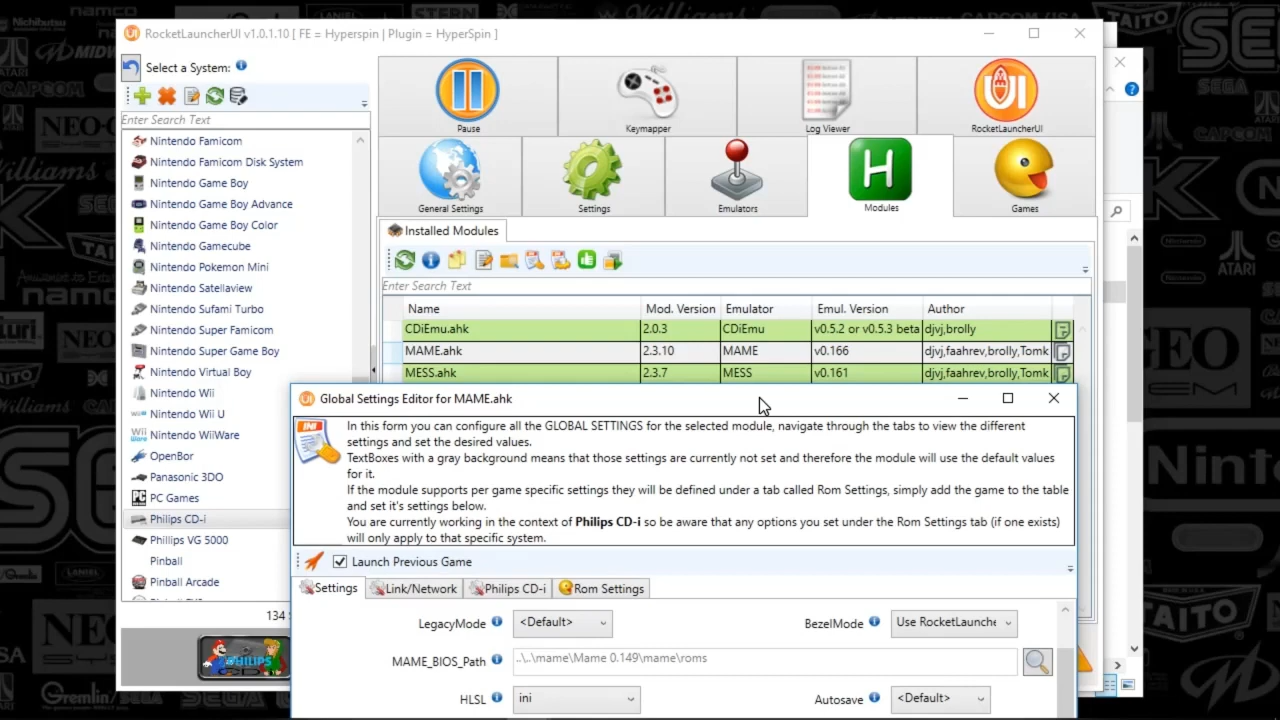 RocketLauncherUI v1.0.1.10 [ FE = Hyperspin | Plugin = HyperSpin ]
Select a System:
Enter Search Text
Nintendo Famicom
Nintendo Famicom Disk System
Nintendo Game Boy
Nintendo Game Boy Advance
Nintendo Game Boy Color
Nintendo Gamecube
Nintendo Pokemon Mini
Nintendo Satellaview
Nintendo Sufami Turbo
Nintendo Super Famicom
Nintendo Super Game Boy
Nintendo Virtual Boy
Nintendo Wii
Nintendo Wii U
Nintendo WiiWare
OpenBor
Panasonic 3DO
PC Games
Philips CD-i
Phillips VG 5000
Pinball
Pinball Arcade
134
PHILIPS
Pause
Keymapper
Log Viewer
RocketLauncherUI
General Settings
Settings
Emulators
Modules
Games
Installed Modules
Enter Search Text
Name Mod. Version Emulator Emul. Version Author
CDiEmu.ahk 2.0.3 CDiEmu v0.5.2 or v0.5.3 beta djvj,brolly
MAME.ahk 2.3.10 MAME v0.166 djvj,faahrev,brolly,Tomk
MESS.ahk 2.3.7 MESS v0.161 djvj,faahrev,brolly,Tomk
Global Settings Editor for MAME.ahk
In this form you can configure all the GLOBAL SETTINGS for the selected module, navigate through the tabs to view the different
settings and set the desired values.
TextBoxes with a gray background means that those settings are currently not set and therefore the module will use the default values
for it.
If the module supports per game specific settings they will be defined under a tab called Rom Settings, simply add the game to the table
and set it's settings below.
You are currently working in the context of Philips CD-i so be aware that any options you set under the Rom Settings tab (if one exists)
will only apply to that specific system.
Launch Previous Game
Settings Link/Network Philips CD-i Rom Settings
LegacyMode <Default> BezelMode Use RocketLaunche
MAME_BIOS_Path ..\..\mame\Mame 0.149\mame\roms
HLSL ini Autosave <Default>